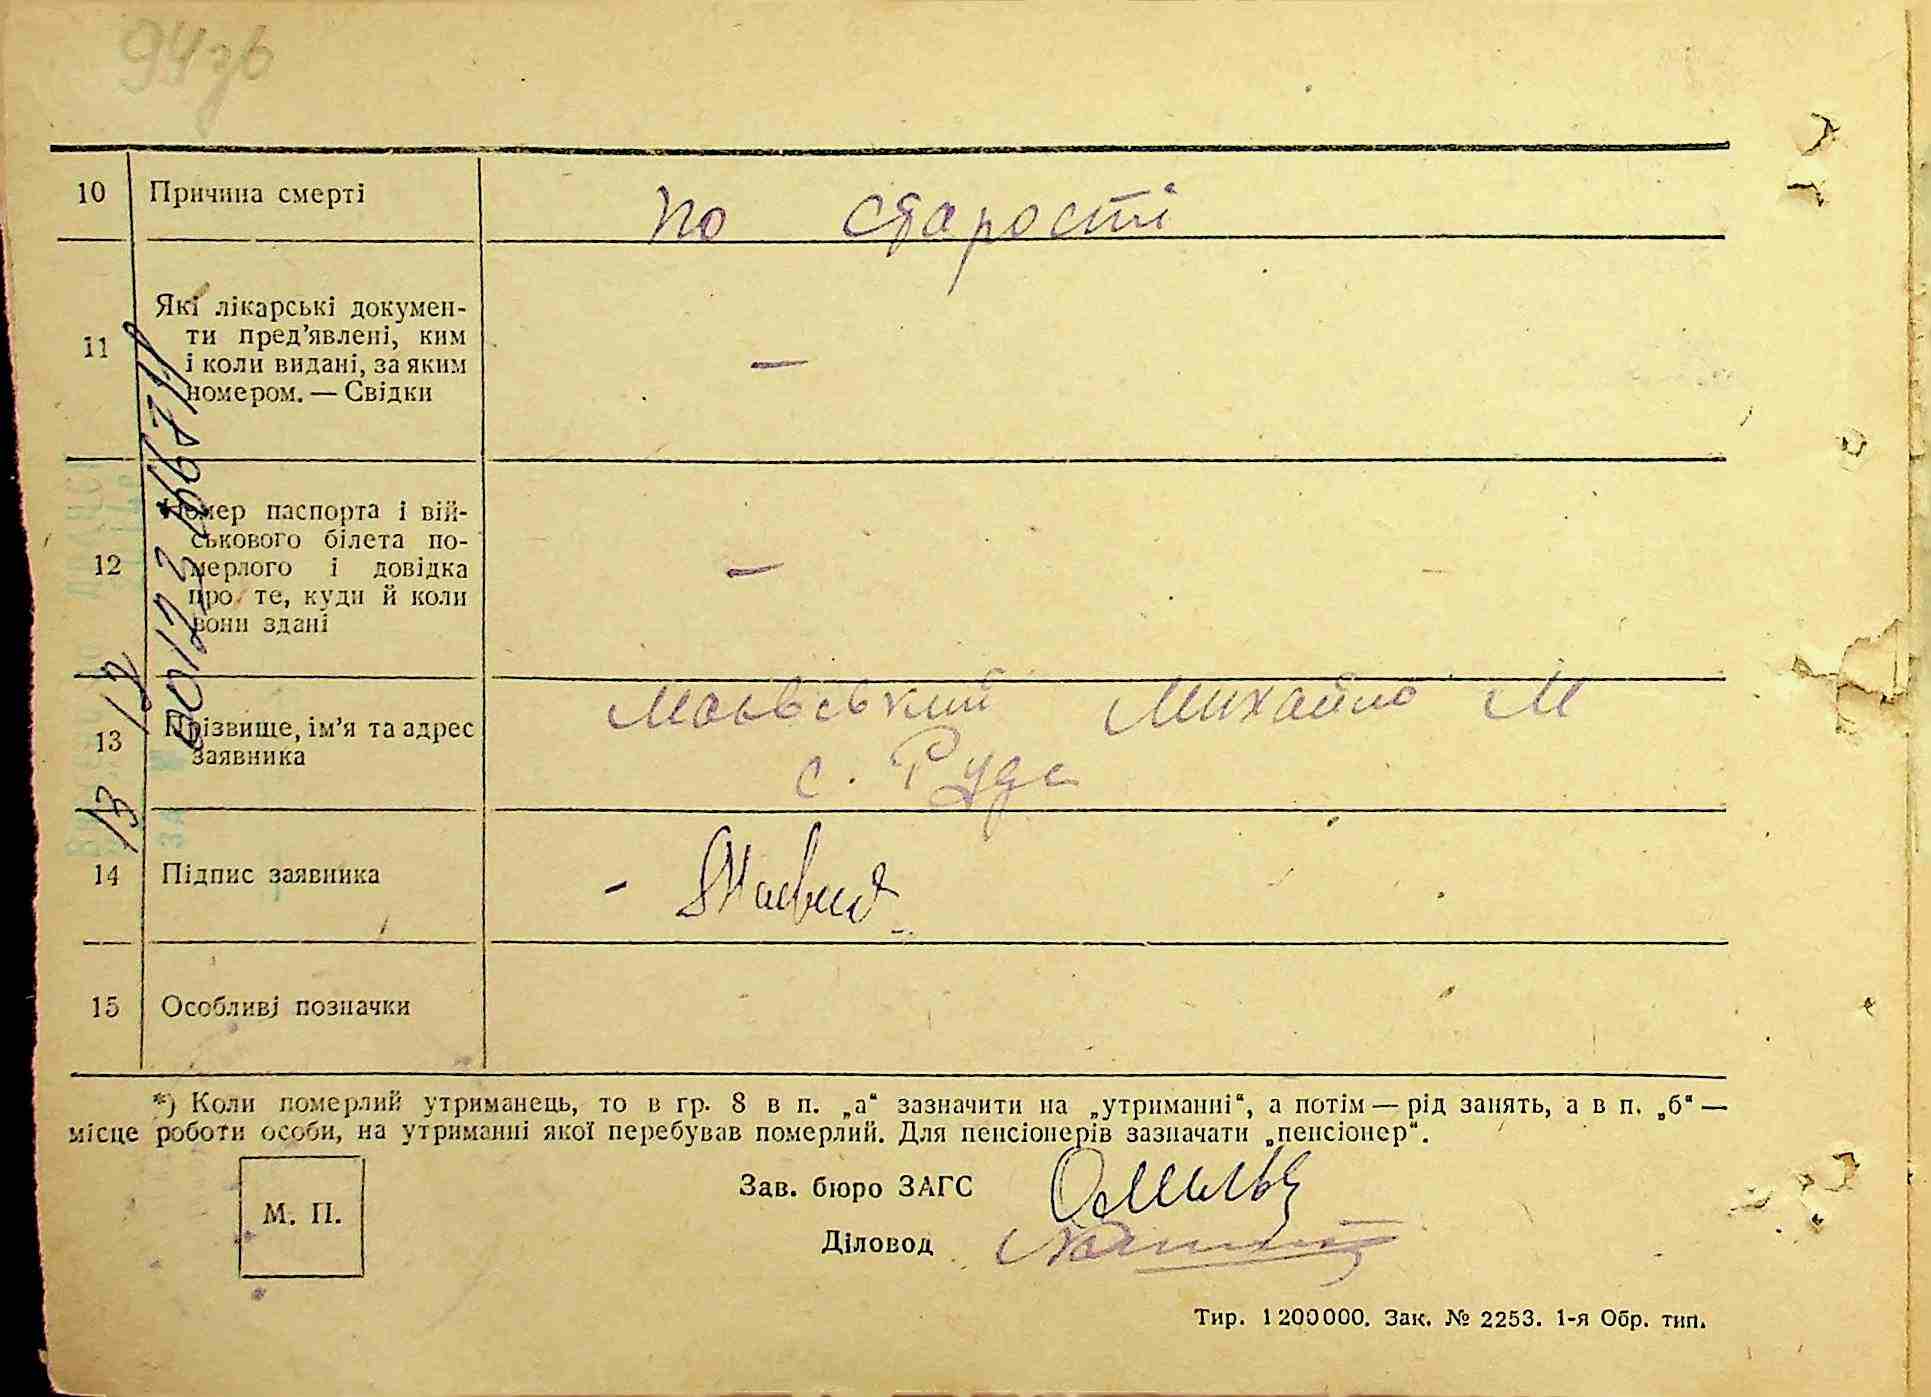 94зв
10 Причина смерті по старості
11 Які лікарські докумен-
ти пред’явлені, ким
і коли видані, за яким
номером. — Свідки —
12 Номер паспорта і вій-
ськового білета по-
мерлого і довідка
про те, куди й коли
вони здані —
13 Прізвище, ім’я та адрес
заявника
Михайло М
с. Руда
14 Підпис заявника -
15 Особливі позначки
*) Коли померлий утриманець, то в гр. 8 в п. „а“ зазначити на „утриманні“, а потім — рід занять, а в п. „б“ —
місце роботи особи, на утриманні якої перебував померлий. Для пенсіонерів зазначати „пенсіонер“.
М. П.
Зав. бюро ЗАГС
Діловод
Тир. 1 200 000. Зак. № 2253. 1-я Обр. тип.